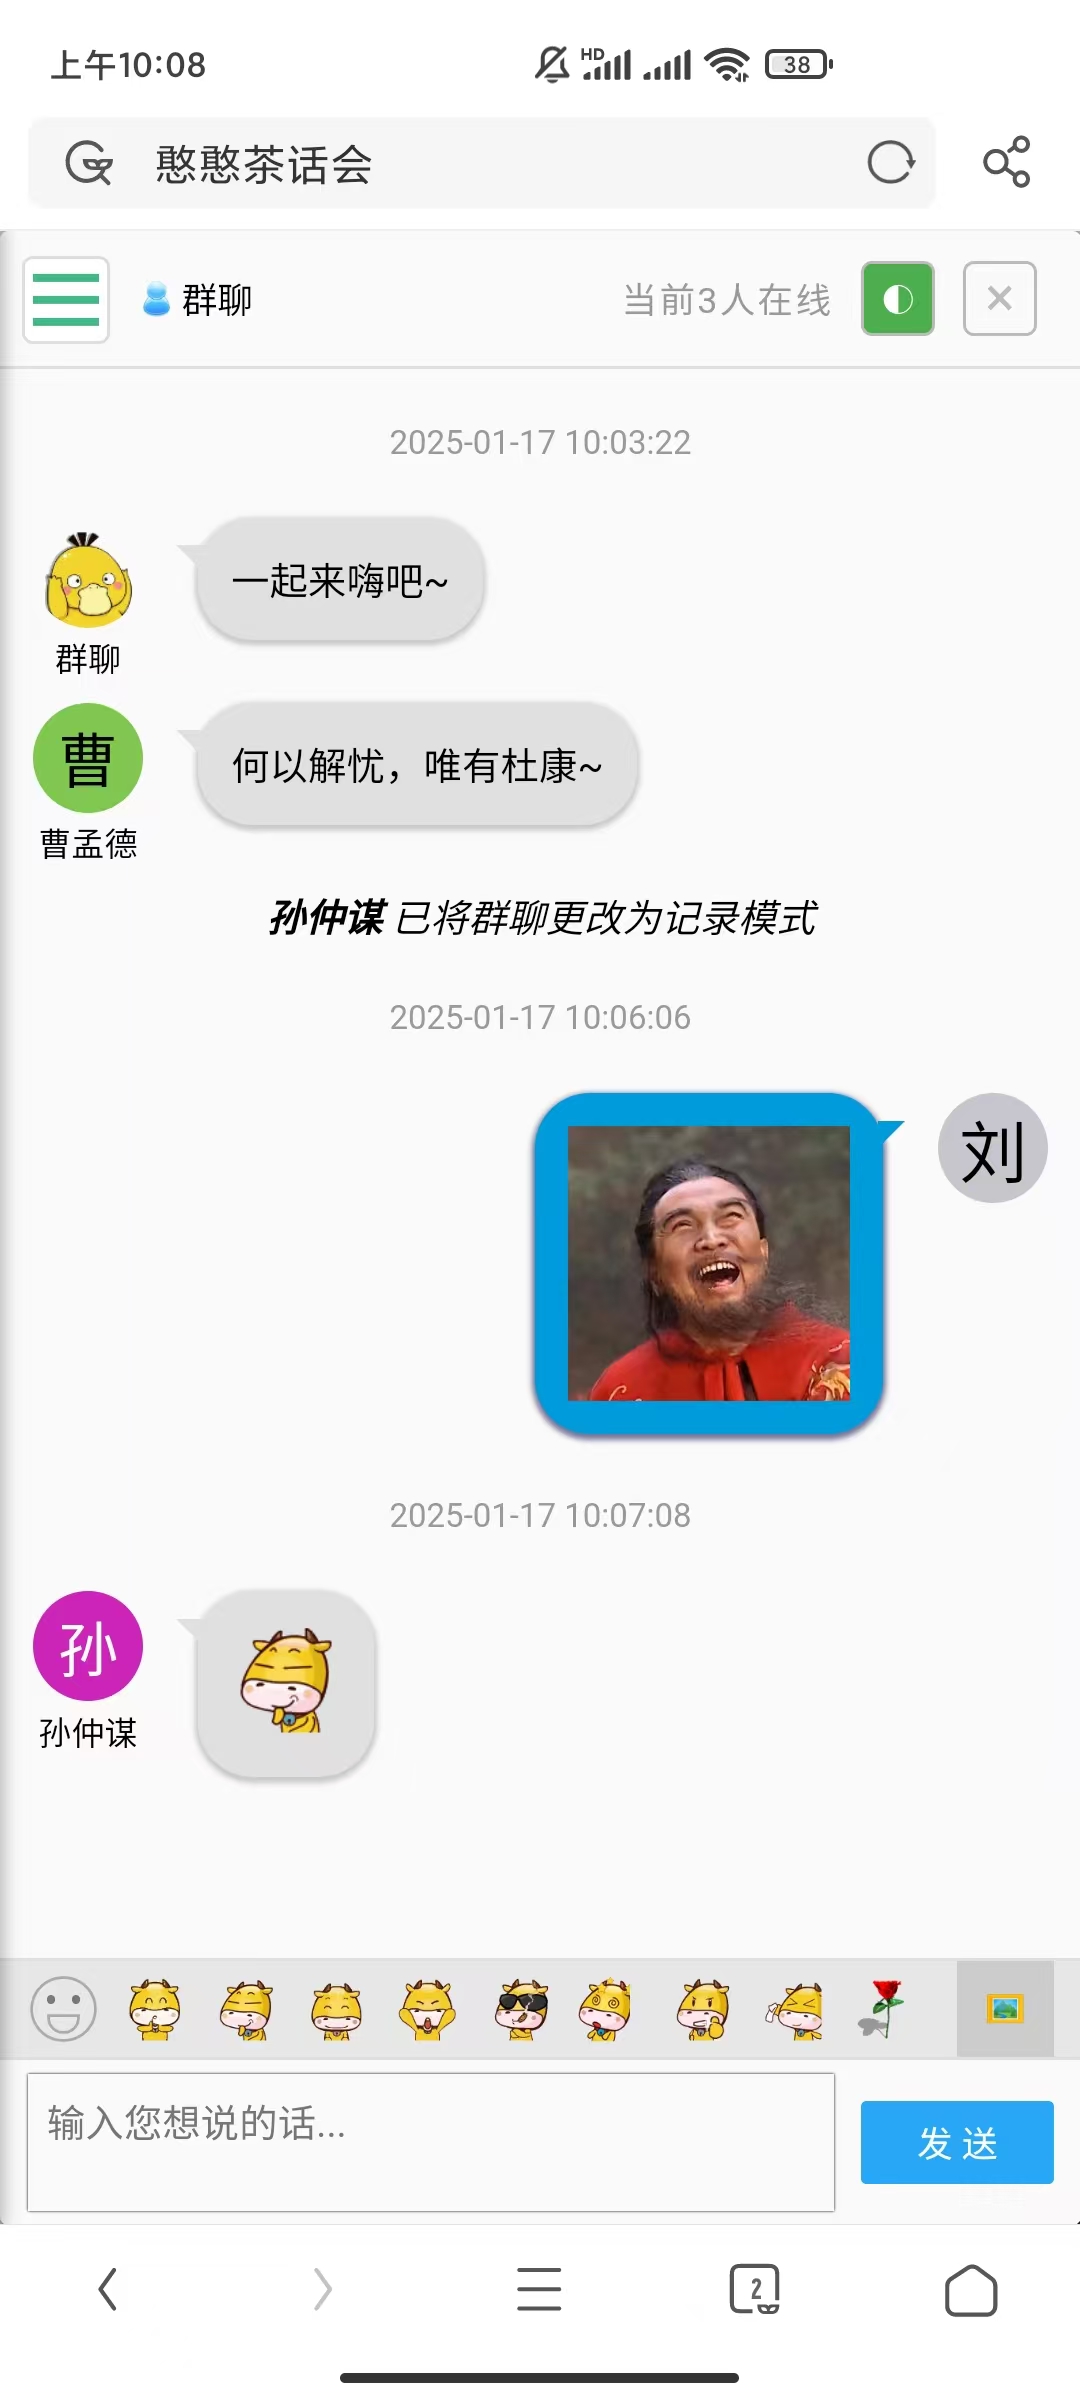 上午10:08
HD
38
憨憨茶话会
群聊
当前3人在线
2025-01-17 10:03:22
一起来嗨吧~
群聊
曹
何以解忧，唯有杜康~
曹孟德
孙仲谋 已将群聊更改为记录模式
2025-01-17 10:06:06
刘
2025-01-17 10:07:08
孙
孙仲谋
输入您想说的话...
发 送
2